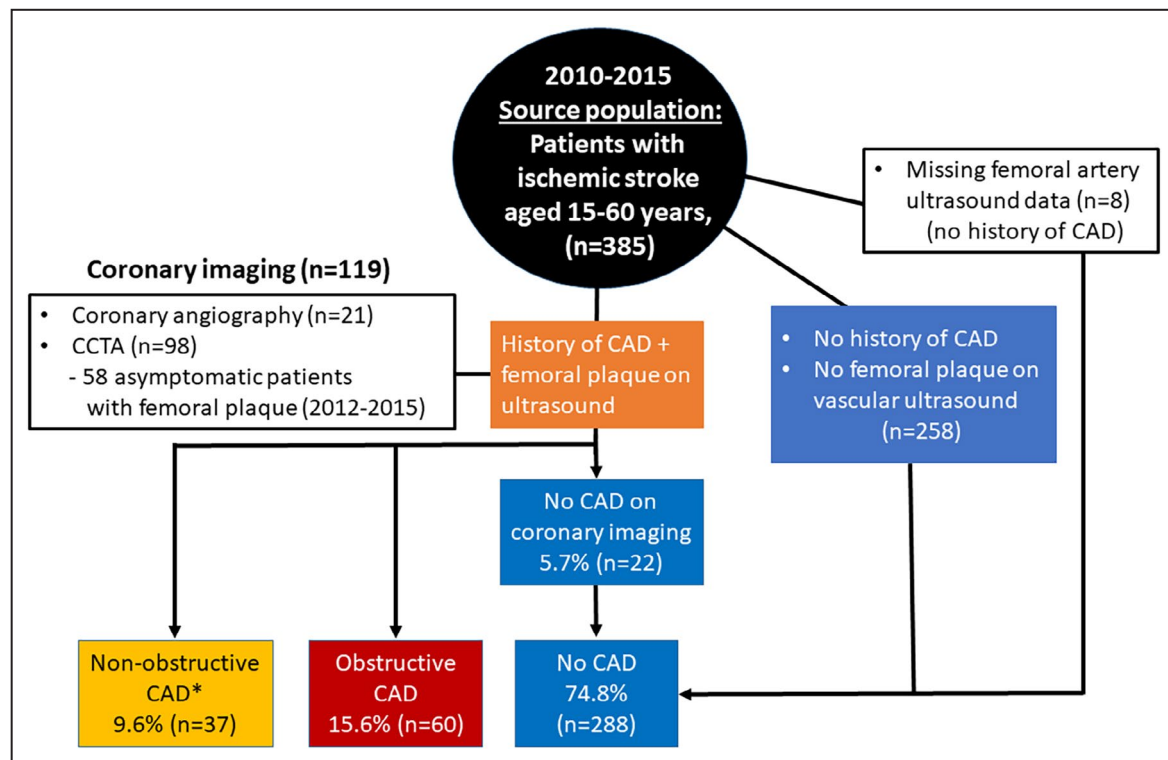 2010-2015
Source population:
Patients with
ischemic stroke
aged 15-60 years,
(n=385)
• Missing femoral artery
ultrasound data (n=8)
(no history of CAD)
Coronary imaging (n=119)
• Coronary angiography (n=21)
• CCTA (n=98)
- 58 asymptomatic patients
with femoral plaque (2012-2015)
History of CAD +
femoral plaque on
ultrasound
• No history of CAD
• No femoral plaque on
vascular ultrasound
(n=258)
No CAD on
coronary imaging
5.7% (n=22)
Non-obstructive
CAD*
9.6% (n=37)
Obstructive
CAD
15.6% (n=60)
No CAD
74.8%
(n=288)